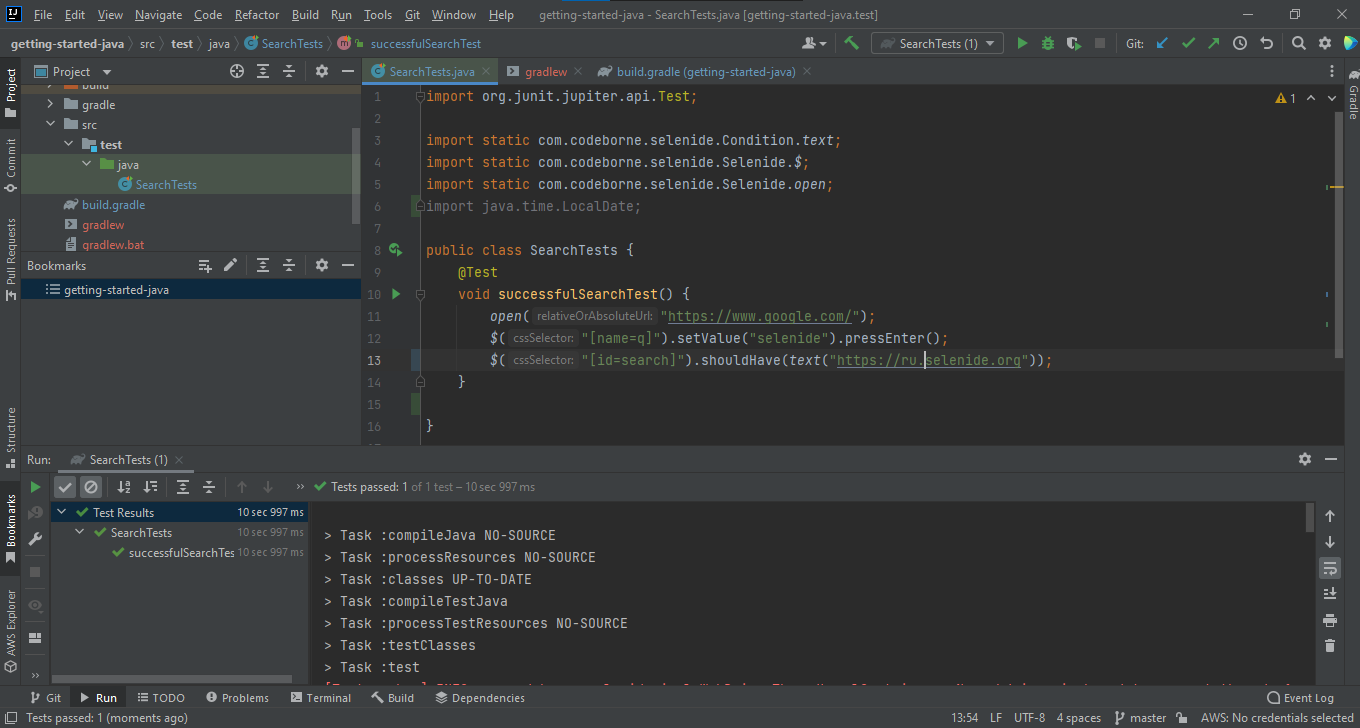 File Edit View Navigate Code Refactor Build Run Tools Git Window Help getting-started-java - SearchTests.java [getting-started-java.test]
getting-started-java src test java SearchTests m successfulSearchTest SearchTests (1) Git:
Project
Commit
Pull Requests
Structure
Bookmarks
AWS Explorer
Project
build
gradle
src
test
java
SearchTests
build.gradle
gradlew
gradlew.bat
Bookmarks
getting-started-java
SearchTests.java gradlew build.gradle (getting-started-java)
Gradle
1
1 import org.junit.jupiter.api.Test;
2
3 import static com.codeborne.selenide.Condition.text;
4 import static com.codeborne.selenide.Selenide.$;
5 import static com.codeborne.selenide.Selenide.open;
6 import java.time.LocalDate;
7
8 public class SearchTests {
9 @Test
10 void successfulSearchTest() {
11 open( relativeOrAbsoluteUrl: "https://www.google.com/");
12 $( cssSelector: "[name=q]").setValue("selenide").pressEnter();
13 $( cssSelector: "[id=search]").shouldHave(text("https://ru.selenide.org"));
14 }
15
16 }
Run: SearchTests (1)
Tests passed: 1 of 1 test – 10 sec 997 ms
Test Results 10 sec 997 ms
SearchTests 10 sec 997 ms
successfulSearchTes 10 sec 997 ms
> Task :compileJava NO-SOURCE
> Task :processResources NO-SOURCE
> Task :classes UP-TO-DATE
> Task :compileTestJava
> Task :processTestResources NO-SOURCE
> Task :testClasses
> Task :test
Git Run TODO Problems Terminal Build Dependencies Event Log
Tests passed: 1 (moments ago) 13:54 LF UTF-8 4 spaces master AWS: No credentials selected